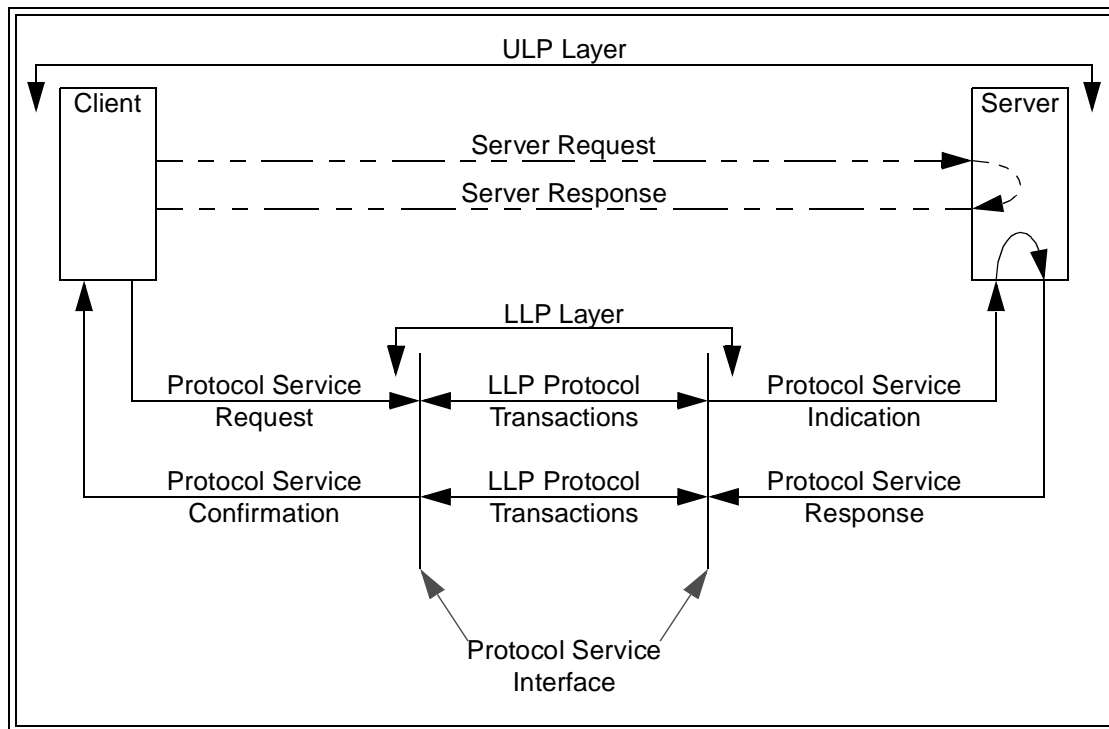 ULP Layer
Client
Server
Server Request
Server Response
LLP Layer
Protocol Service
Request
LLP Protocol
Transactions
Protocol Service
Indication
Protocol Service
Confirmation
LLP Protocol
Transactions
Protocol Service
Response
Protocol Service
Interface